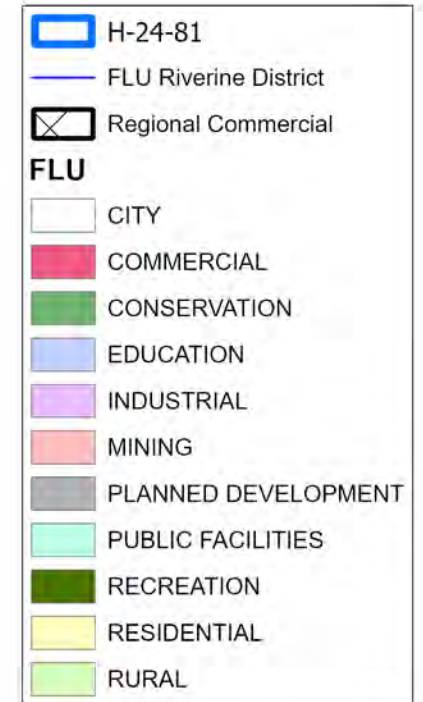 H-24-81
FLU Riverine District
Regional Commercial
FLU
CITY
COMMERCIAL
CONSERVATION
EDUCATION
INDUSTRIAL
MINING
PLANNED DEVELOPMENT
PUBLIC FACILITIES
RECREATION
RESIDENTIAL
RURAL